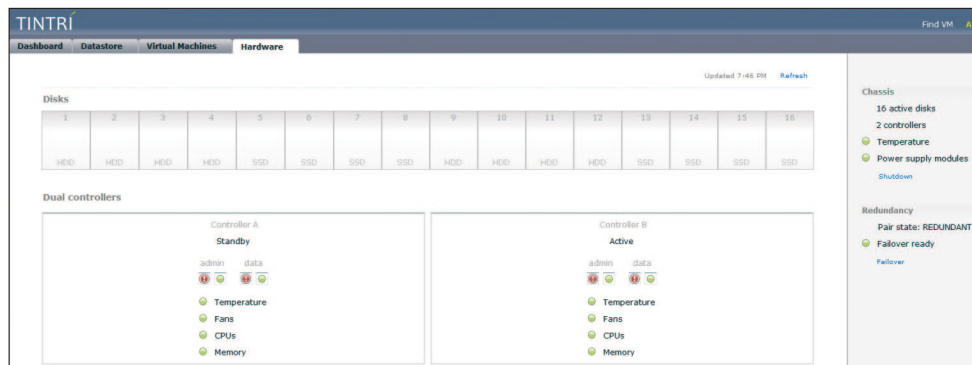 TINTRÍ
Find VM A
Dashboard Datastore Virtual Machines Hardware
Updated 7:46 PM Refresh
Disks
1 2 3 4 5 6 7 8 9 10 11 12 13 14 15 16
HDD HDD HDD HDD SSD SSD SSD SSD HDD HDD HDD HDD SSD SSD SSD SSD
Dual controllers
Controller A
Standby
admin data
Temperature
Fans
CPUs
Memory
Controller B
Active
admin data
Temperature
Fans
CPUs
Memory
Chassis
16 active disks
2 controllers
Temperature
Power supply modules
Shutdown
Redundancy
Pair state: REDUNDANT
Failover ready
Failover